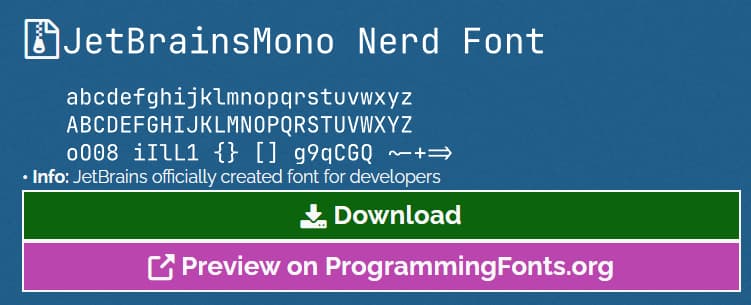 JetBrainsMono Nerd Font
abcdefghijklmnopqrstuvwxyz
ABCDEFGHIJKLMNOPQRSTUVWXYZ
oO08 iIlL1 {} [] g9qCGQ ~-+=>
• Info: JetBrains officially created font for developers
Download
Preview on ProgrammingFonts.org